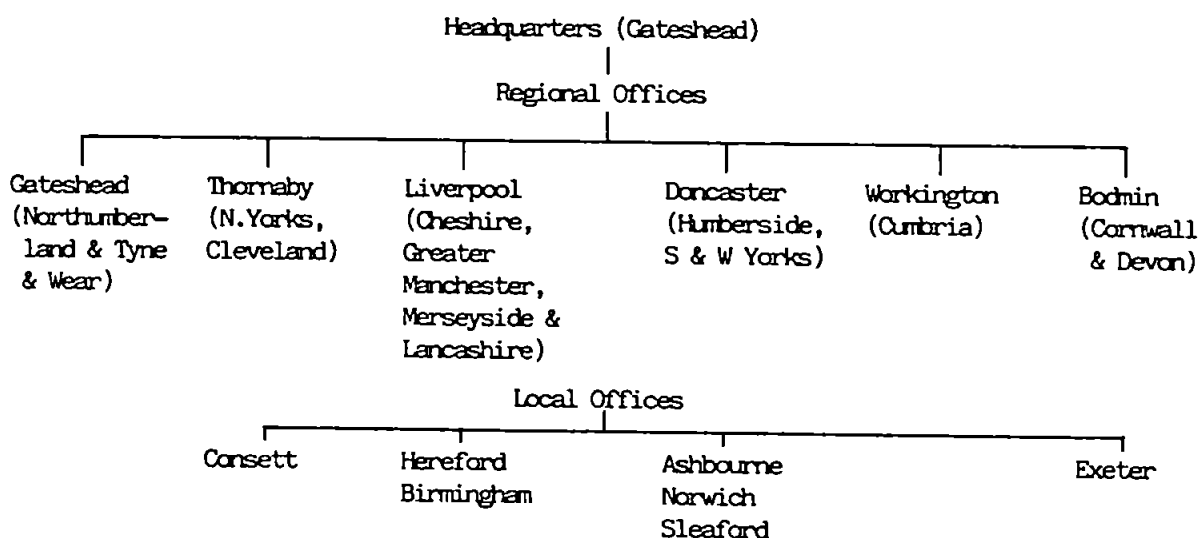 Headquarters (Gateshead)
Regional Offices
Gateshead
(Northumber-
land & Tyne
& Wear)
Thornaby
(N.Yorks,
Cleveland)
Liverpool
(Cheshire,
Greater
Manchester,
Merseyside &
Lancashire)
Doncaster
(Humberside,
S & W Yorks)
Workington
(Cumbria)
Bodmin
(Cornwall
& Devon)
Local Offices
Consett
Hereford
Birmingham
Ashbourne
Norwich
Sleaford
Exeter